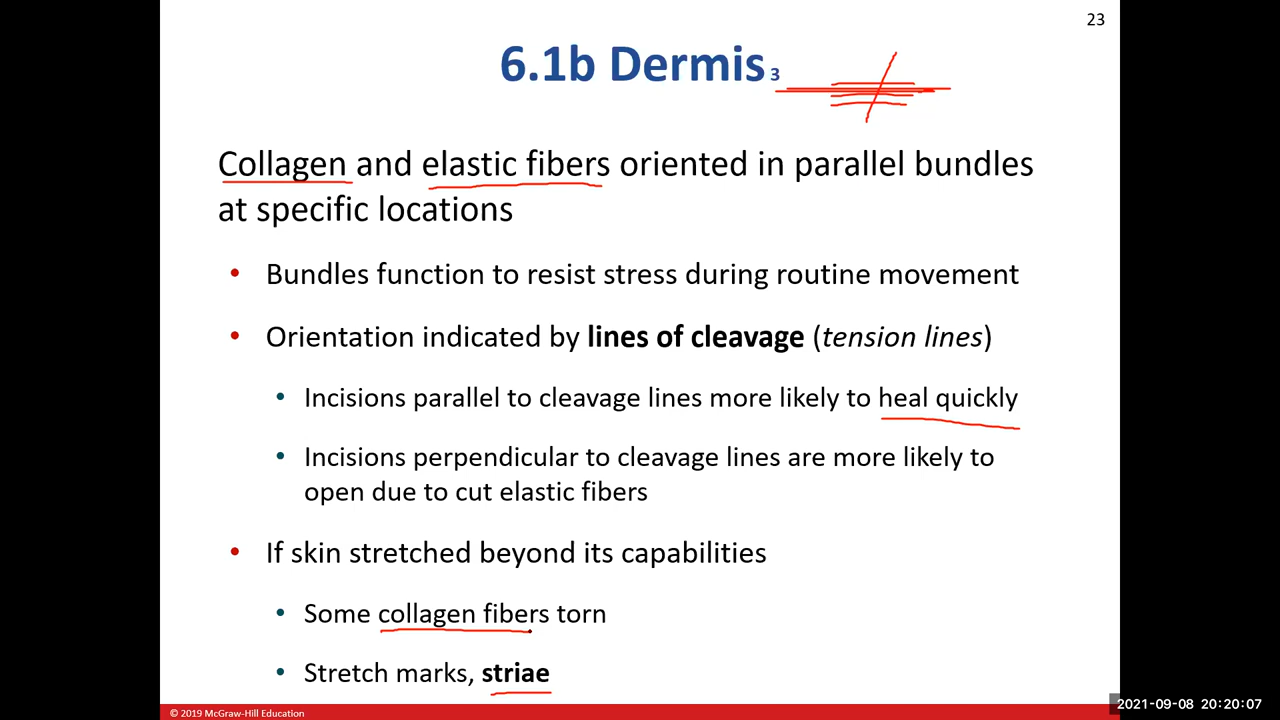 23
6.1b Dermis 3
Collagen and elastic fibers oriented in parallel bundles
at specific locations
• Bundles function to resist stress during routine movement
• Orientation indicated by lines of cleavage (tension lines)
• Incisions parallel to cleavage lines more likely to heal quickly
• Incisions perpendicular to cleavage lines are more likely to
open due to cut elastic fibers
• If skin stretched beyond its capabilities
• Some collagen fibers torn
• Stretch marks, striae
© 2019 McGraw-Hill Education
2021-09-08 20:20:07